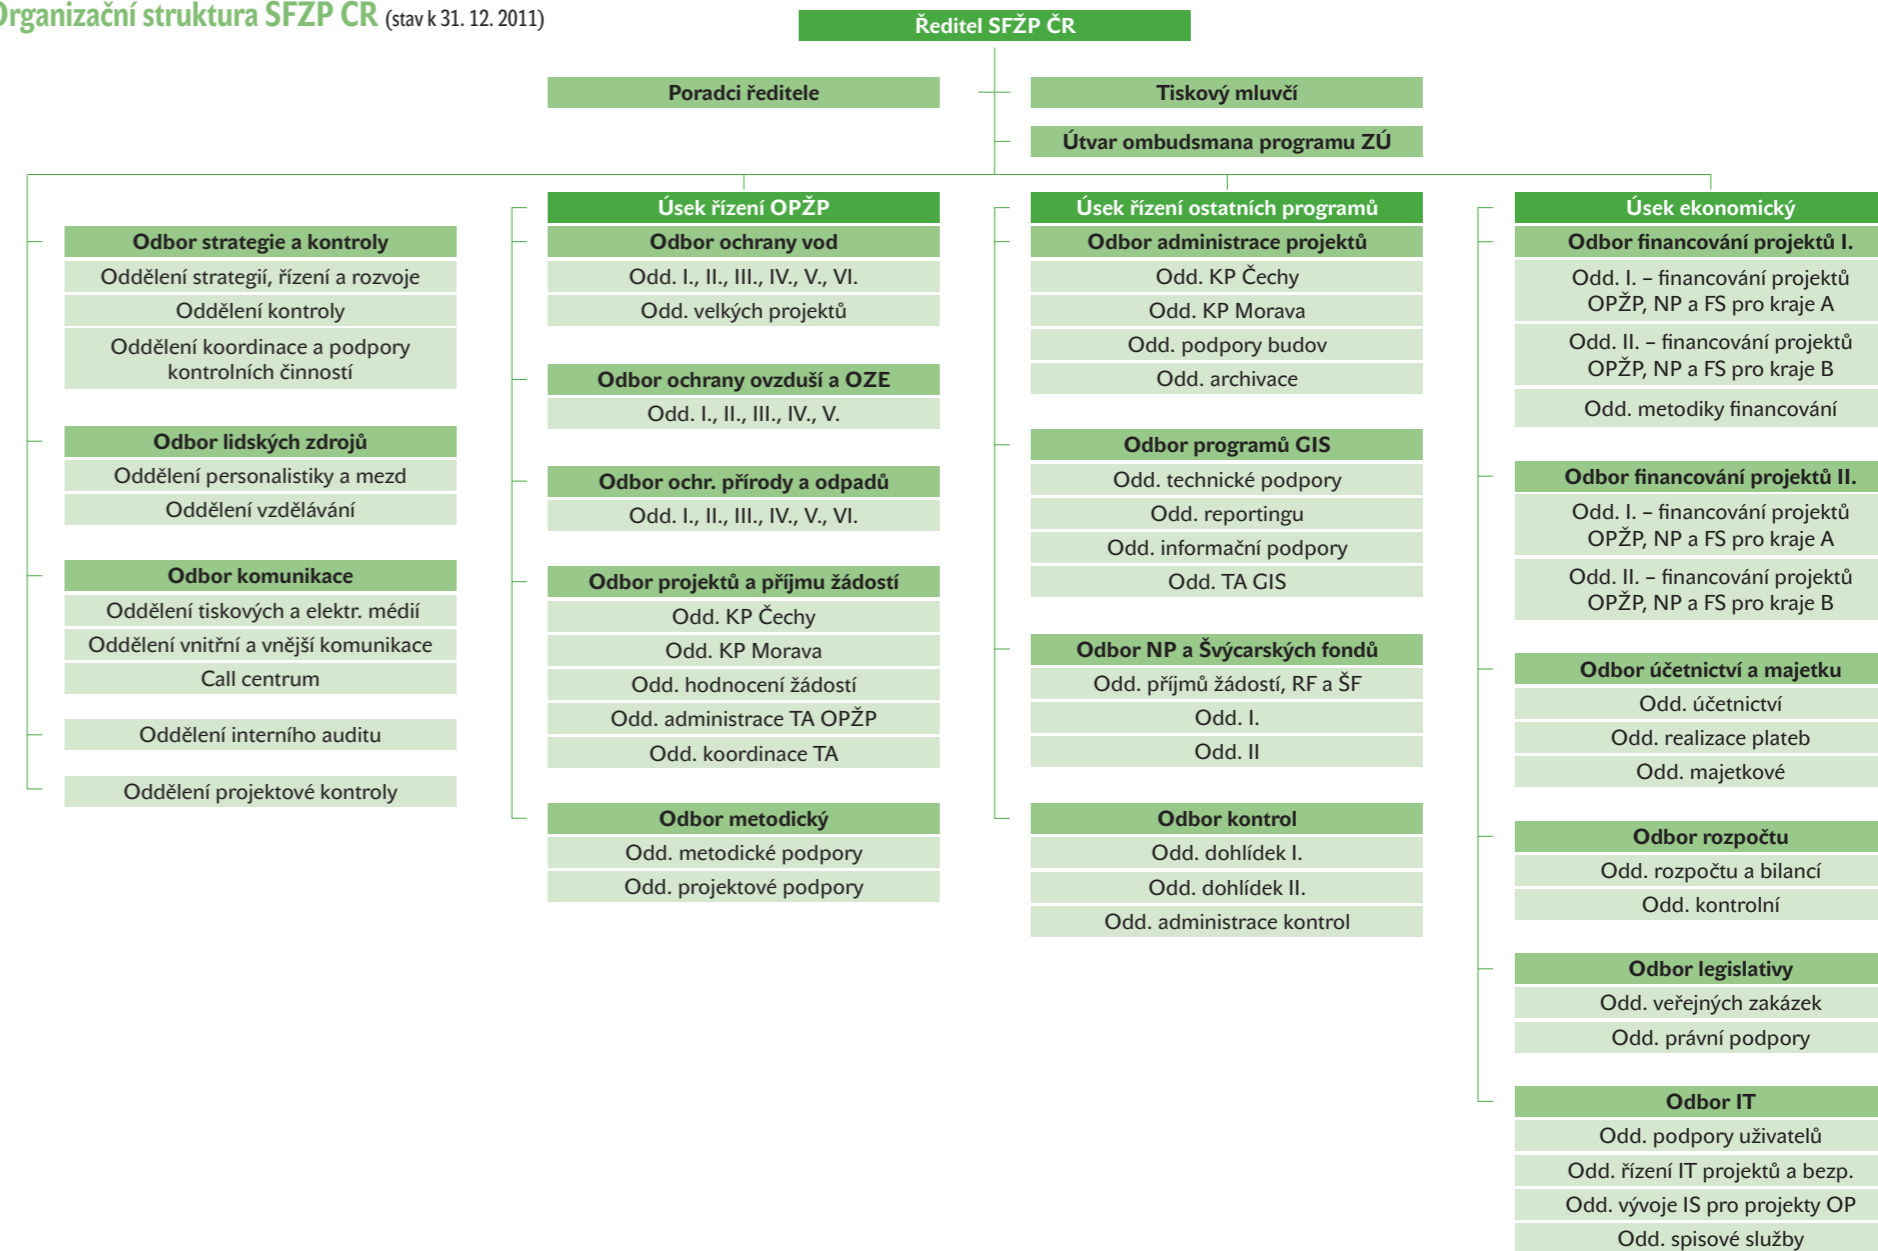 Organizační struktura SFŽP ČR (stav k 31. 12. 2011)
Ředitel SFŽP ČR
Poradci ředitele
Tiskový mluvčí
Útvar ombudsmana programu ZÚ
Odbor strategie a kontroly
Oddělení strategií, řízení a rozvoje
Oddělení kontroly
Oddělení koordinace a podpory
kontrolních činností
Odbor lidských zdrojů
Oddělení personalistiky a mezd
Oddělení vzdělávání
Odbor komunikace
Oddělení tiskových a elektr. médií
Oddělení vnitřní a vnější komunikace
Call centrum
Oddělení interního auditu
Oddělení projektové kontroly
Úsek řízení OPŽP
Odbor ochrany vod
Odd. I., II., III., IV., V., VI.
Odd. velkých projektů
Odbor ochrany ovzduší a OZE
Odd. I., II., III., IV., V.
Odbor ochr. přírody a odpadů
Odd. I., II., III., IV., V., VI.
Odbor projektů a příjmu žádostí
Odd. KP Čechy
Odd. KP Morava
Odd. hodnocení žádostí
Odd. administrace TA OPŽP
Odd. koordinace TA
Odbor metodický
Odd. metodické podpory
Odd. projektové podpory
Úsek řízení ostatních programů
Odbor administrace projektů
Odd. KP Čechy
Odd. KP Morava
Odd. podpory budov
Odd. archivace
Odbor programů GIS
Odd. technické podpory
Odd. reportingu
Odd. informační podpory
Odd. TA GIS
Odbor NP a Švýcarských fondů
Odd. příjmů žádostí, RF a ŠF
Odd. I.
Odd. II
Odbor kontrol
Odd. dohlídek I.
Odd. dohlídek II.
Odd. administrace kontrol
Úsek ekonomický
Odbor financování projektů I.
Odd. I. – financování projektů
OPŽP, NP a FS pro kraje A
Odd. II. – financování projektů
OPŽP, NP a FS pro kraje B
Odd. metodiky financování
Odbor financování projektů II.
Odd. I. – financování projektů
OPŽP, NP a FS pro kraje A
Odd. II. – financování projektů
OPŽP, NP a FS pro kraje B
Odbor účetnictví a majetku
Odd. účetnictví
Odd. realizace plateb
Odd. majetkové
Odbor rozpočtu
Odd. rozpočtu a bilancí
Odd. kontrolní
Odbor legislativy
Odd. veřejných zakázek
Odd. právní podpory
Odbor IT
Odd. podpory uživatelů
Odd. řízení IT projektů a bezp.
Odd. vývoje IS pro projekty OP
Odd. spisové služby